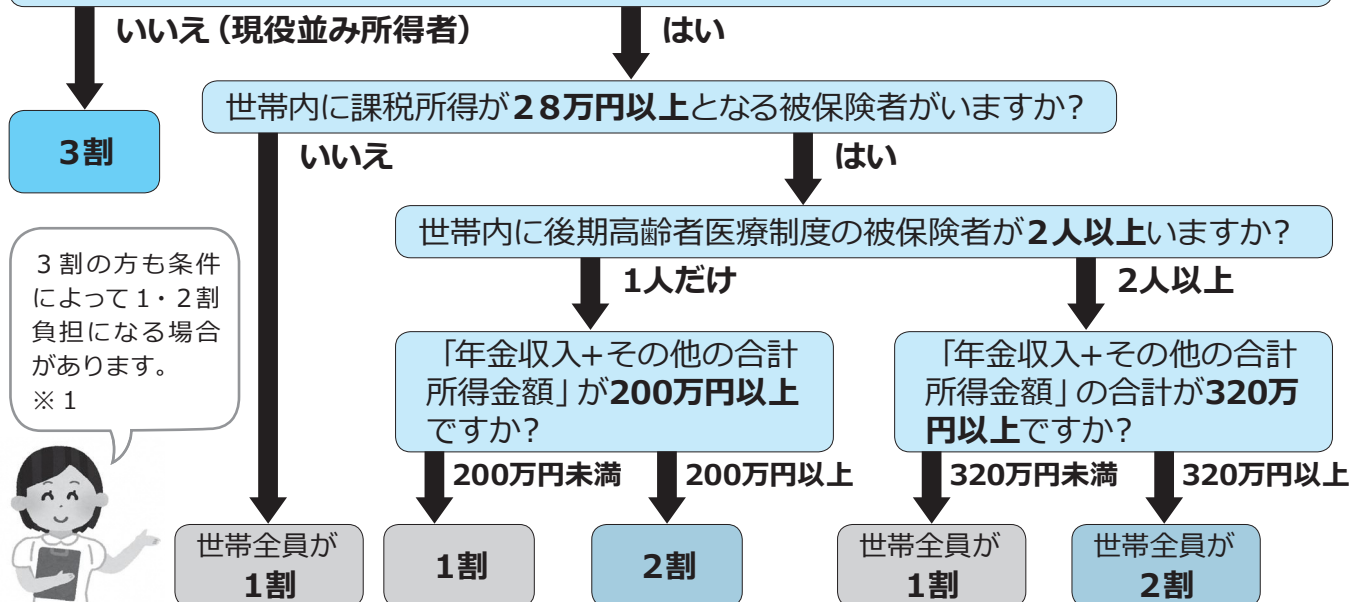 いいえ（現役並み所得者）
はい
3割
世帯内に課税所得が28万円以上となる被保険者がいますか?
いいえ
はい
世帯内に後期高齢者医療制度の被保険者が2人以上いますか?
1人だけ
2人以上
３割の方も条件
によって1・2割
負担になる場合
があります。
※1
「年金収入+その他の合計
所得金額」が200万円以上
ですか?
「年金収入+その他の合計
所得金額」の合計が320万
円以上ですか?
200万円未満
200万円以上
320万円未満
320万円以上
世帯全員が
1割
1割
2割
世帯全員が
1割
世帯全員が
2割